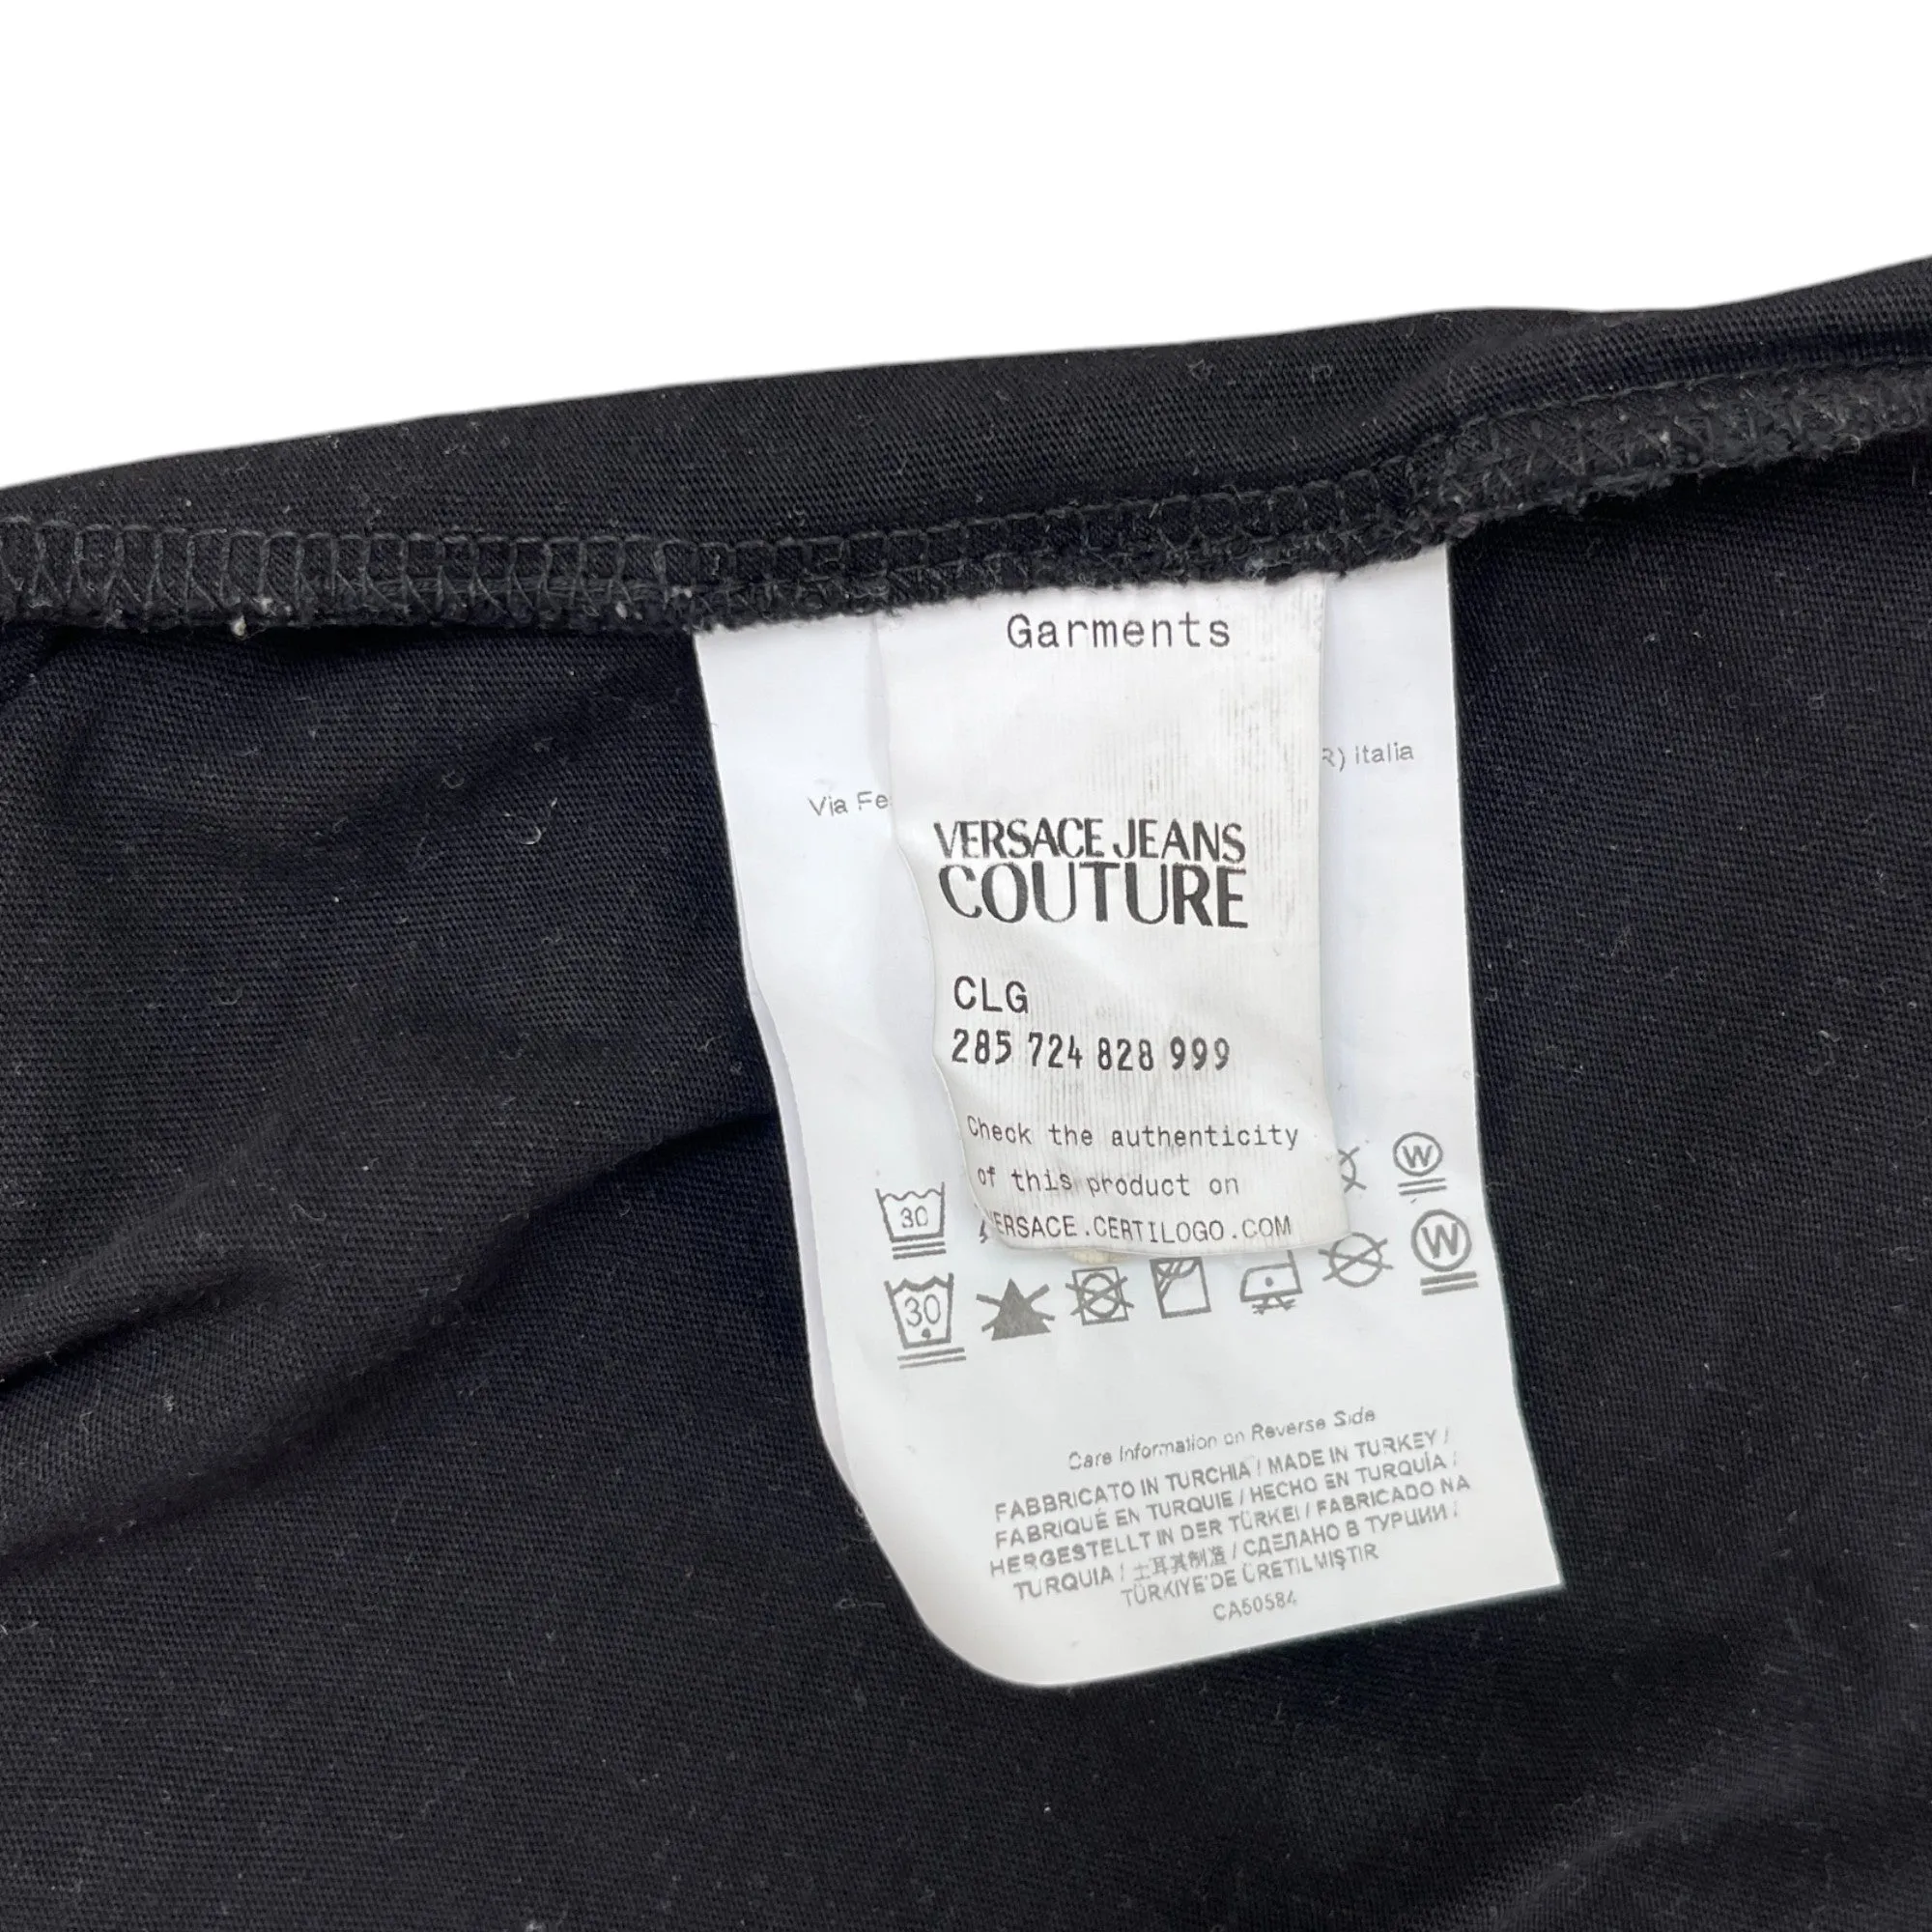 Garments
Via Fe
R) Italia
VERSACE JEANS
COUTURE
CLG
285 724 828 999
Check the authenticity
of this product on
VERSACE.CERTILOGO.COM
30
W
30
W
Care Information on Reverse Side
FABBRICATO IN TURCHIA / MADE IN TURKEY /
FABRIQUÉ EN TURQUIE / HECHO EN TURQUÍA /
HERGESTELLT IN DER TÜRKEI / FABRICADO NA
TURQUIA / 土耳其制造 / СДЕЛАНО В ТУРЦИИ /
TÜRKIYE'DE ÜRETILMIŞTIR
CA50584